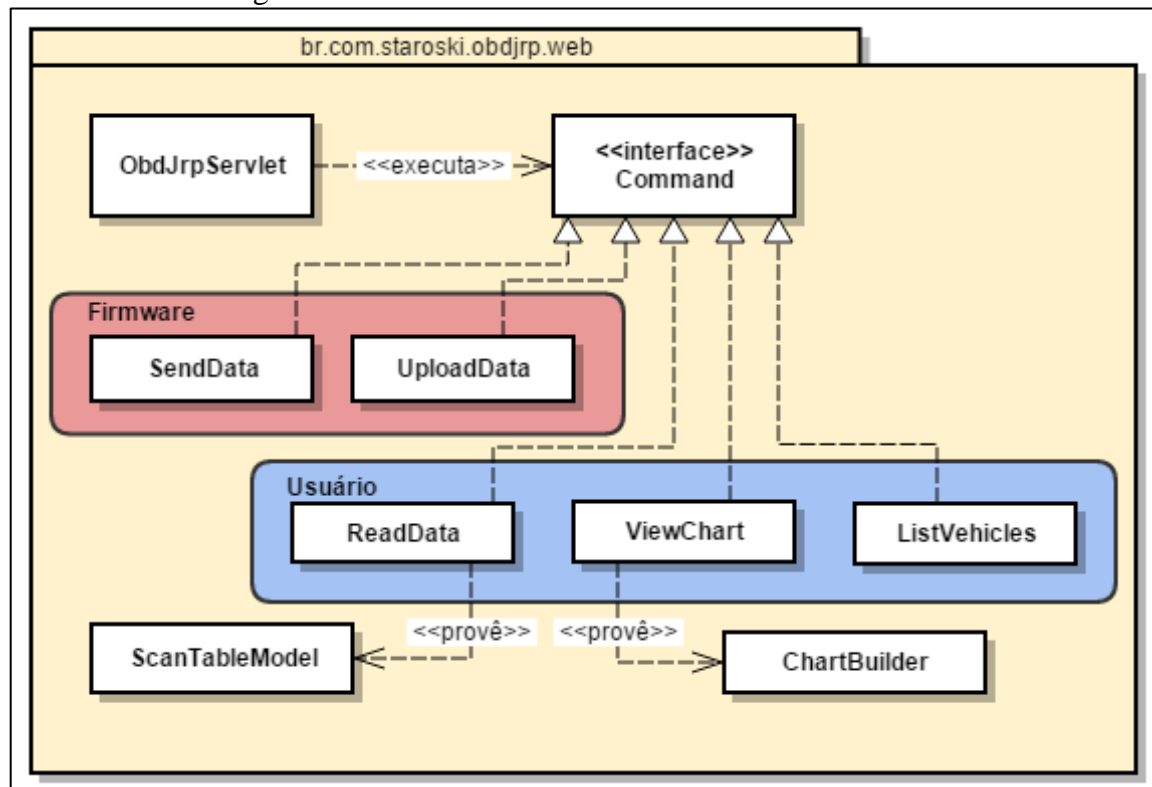 br.com.staroski.obdjrp.web
ObdJrpServlet
<<executa>>
<<interface>>
Command
Firmware
SendData
UploadData
Usuário
ReadData
ViewChart
ListVehicles
<<provê>>
<<provê>>
ScanTableModel
ChartBuilder